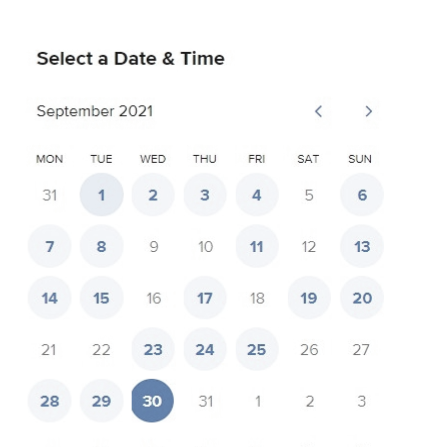 Select a Date & Time
September 2021
MON TUE WED THU FRI SAT SUN
31 1 2 3 4 5 6
7 8 9 10 11 12 13
14 15 16 17 18 19 20
21 22 23 24 25 26 27
28 29 30 31 1 2 3